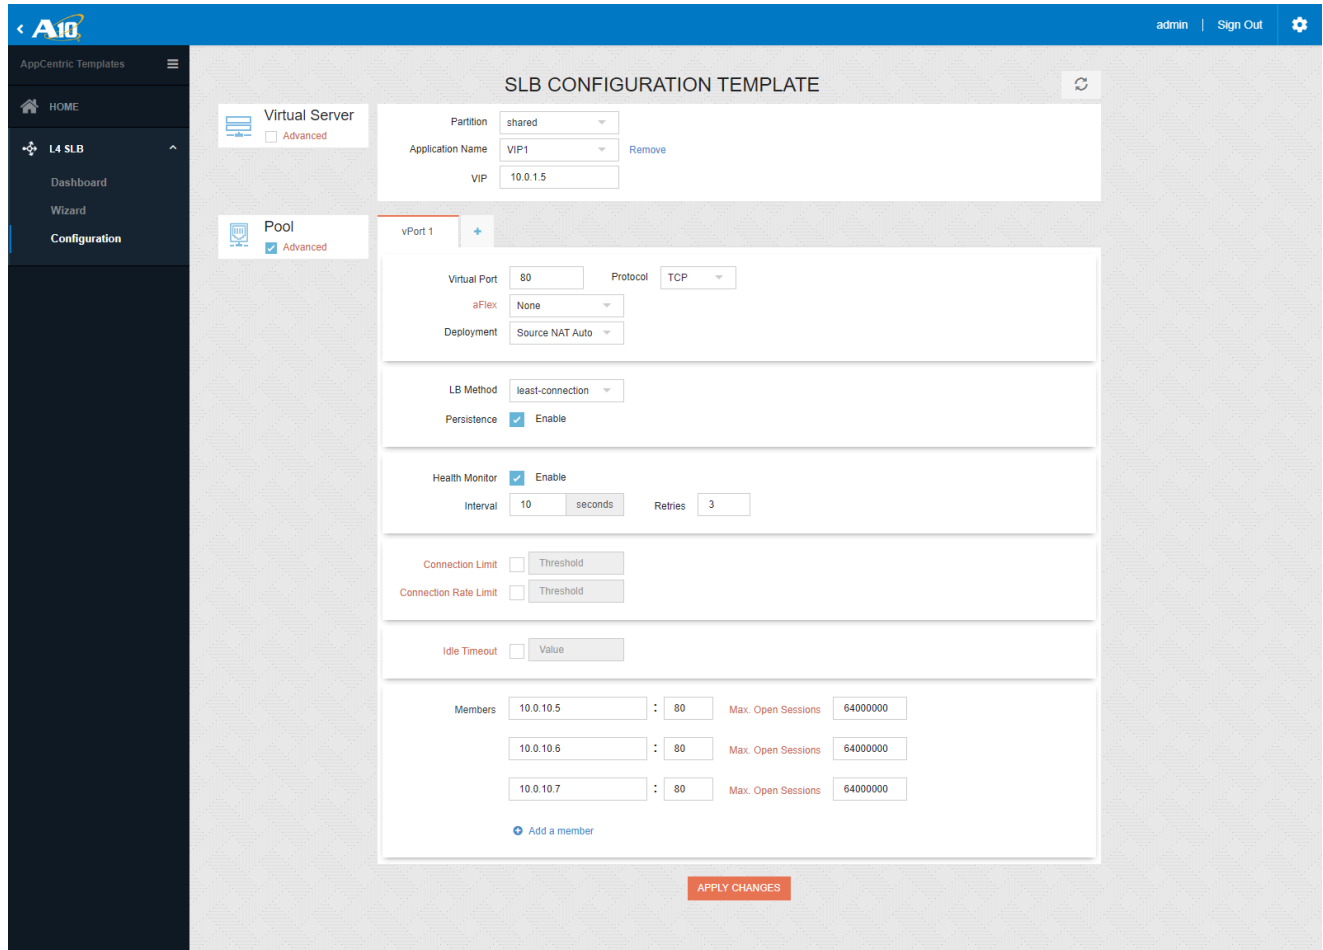 A10
admin | Sign Out
AppCentric Templates
HOME
L4 SLB
Dashboard
Wizard
Configuration
SLB CONFIGURATION TEMPLATE
Virtual Server
Advanced
Partition shared
Application Name VIP1 Remove
VIP 10.0.1.5
Pool
Advanced
vPort 1 +
Virtual Port 80 Protocol TCP
aFlex None
Deployment Source NAT Auto
LB Method least-connection
Persistence Enable
Health Monitor Enable
Interval 10 seconds Retries 3
Connection Limit Threshold
Connection Rate Limit Threshold
Idle Timeout Value
Members 10.0.10.5 : 80 Max. Open Sessions 64000000
10.0.10.6 : 80 Max. Open Sessions 64000000
10.0.10.7 : 80 Max. Open Sessions 64000000
Add a member
APPLY CHANGES